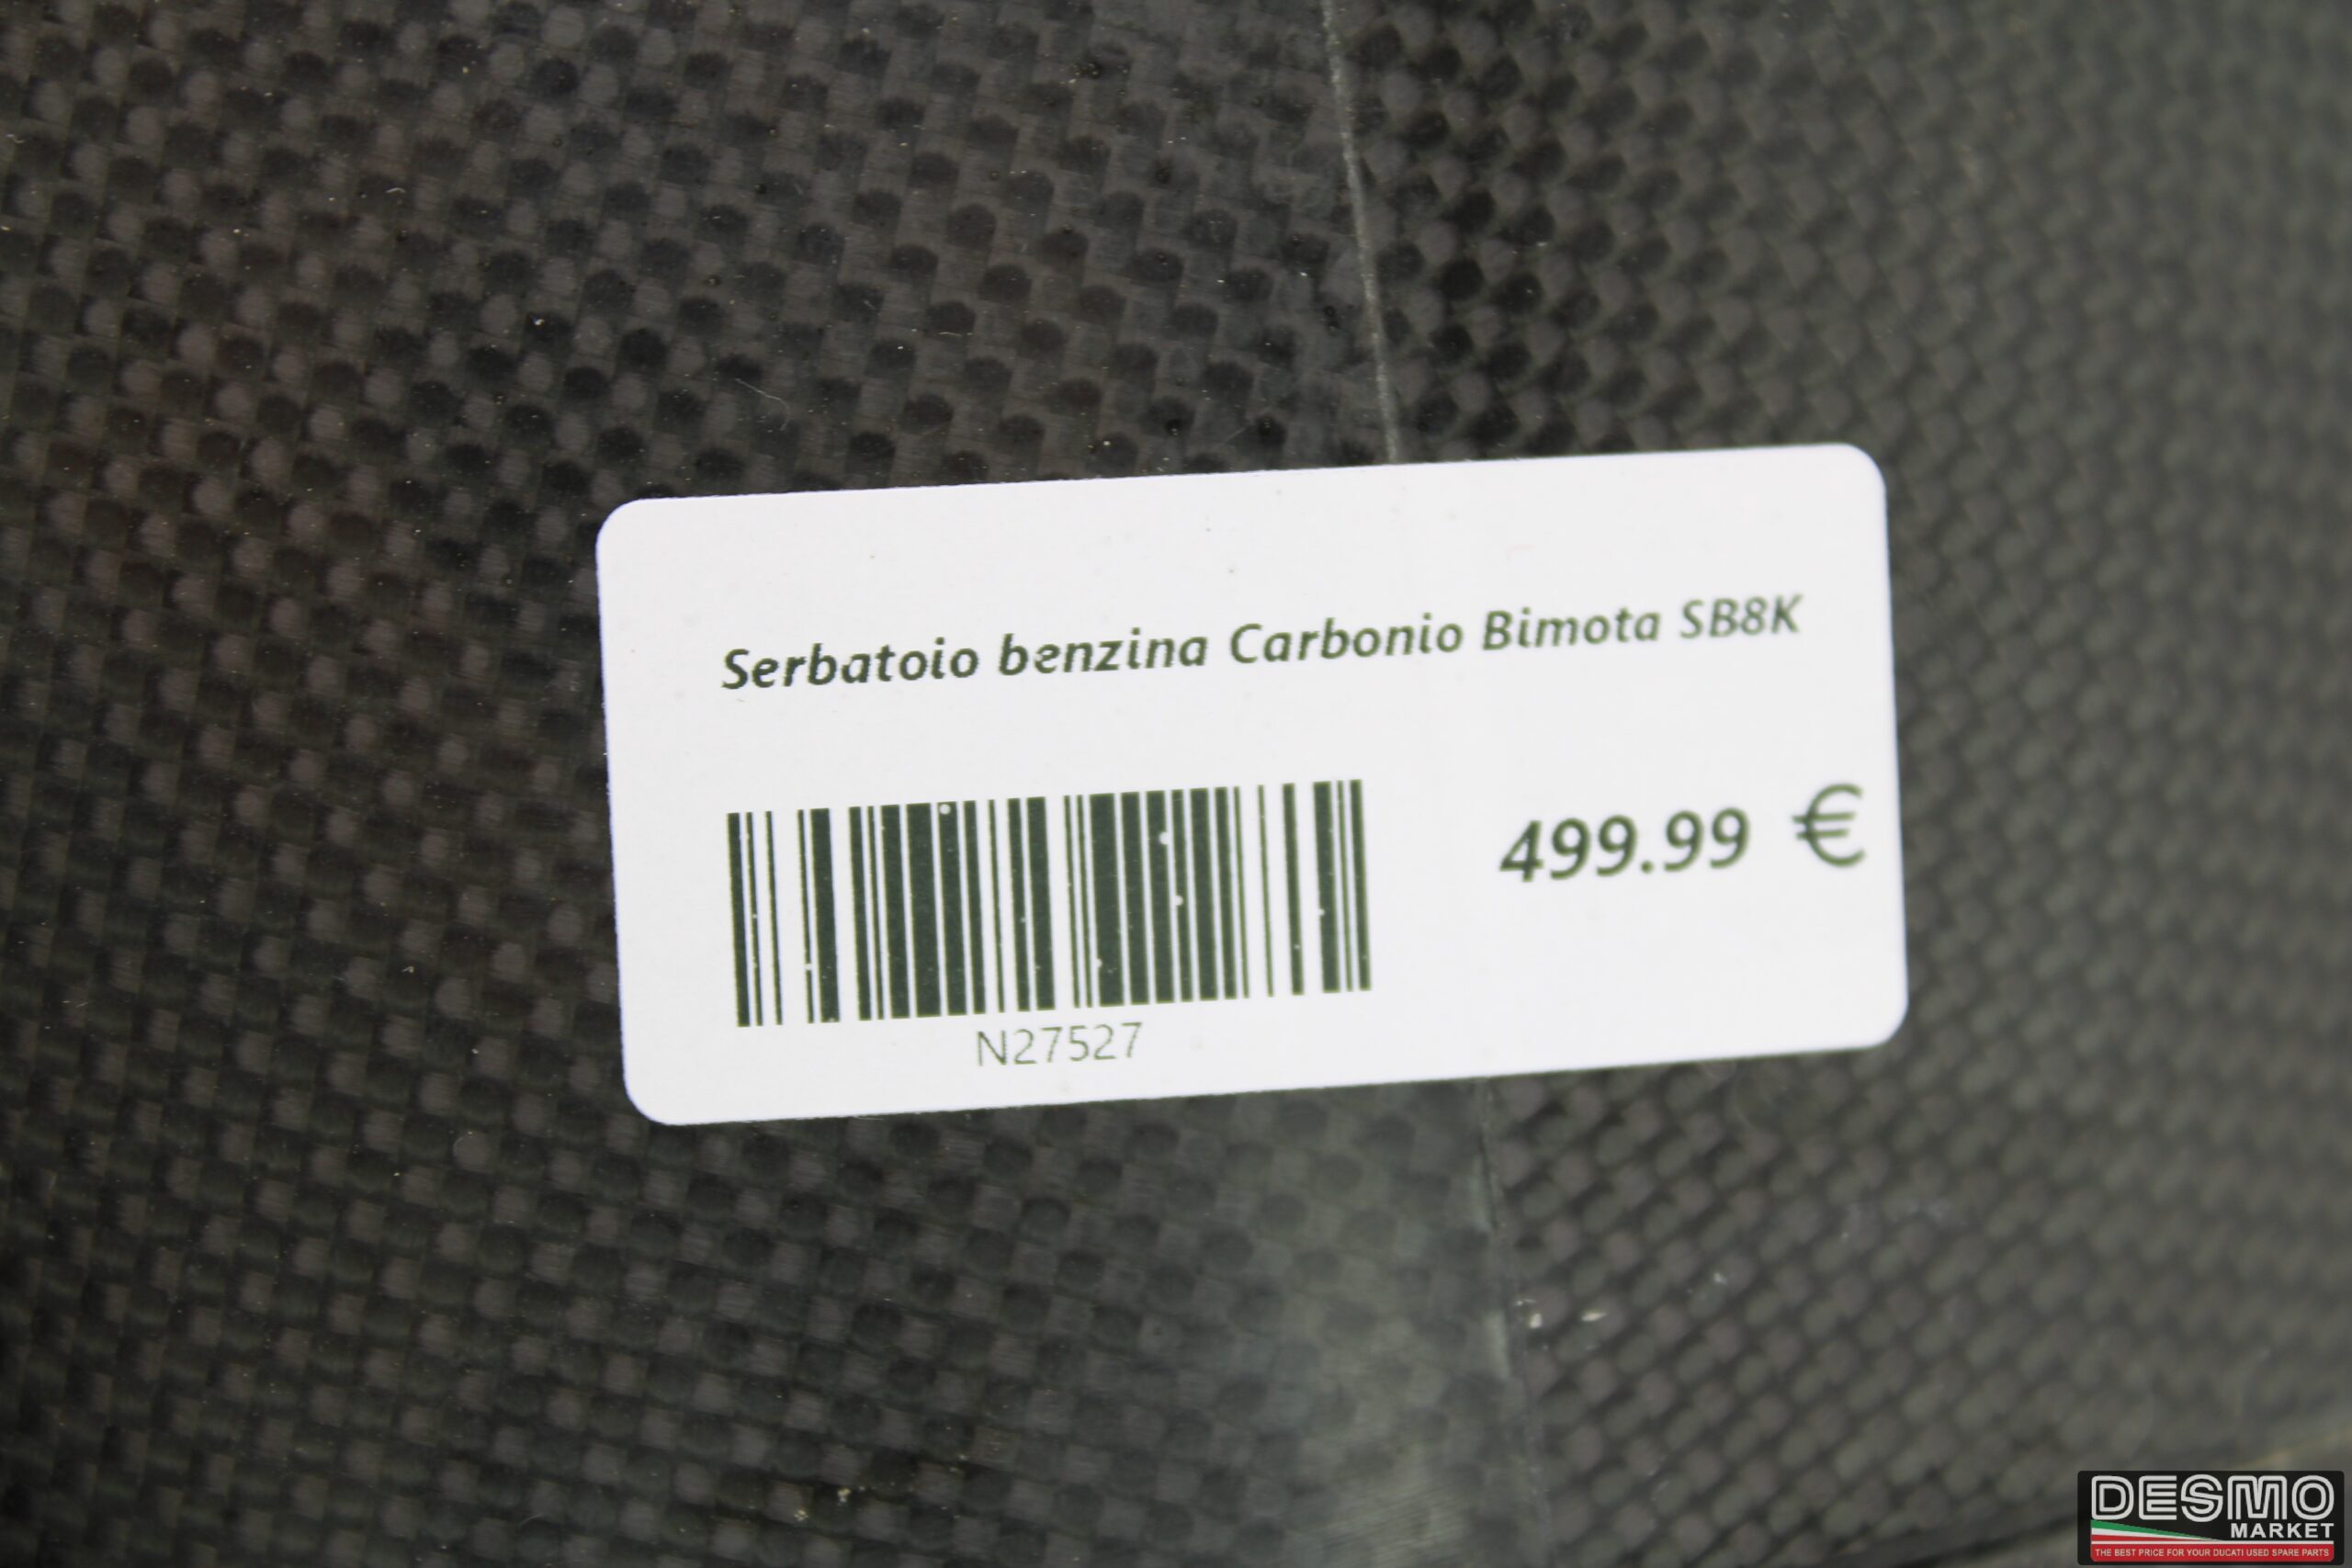 Serbatoio benzina Carbonio Bimota SB8K
499.99 €
N27527
DESMO
MARKET
THE BEST PRICE FOR YOUR DUCATI USED SPARE PARTS